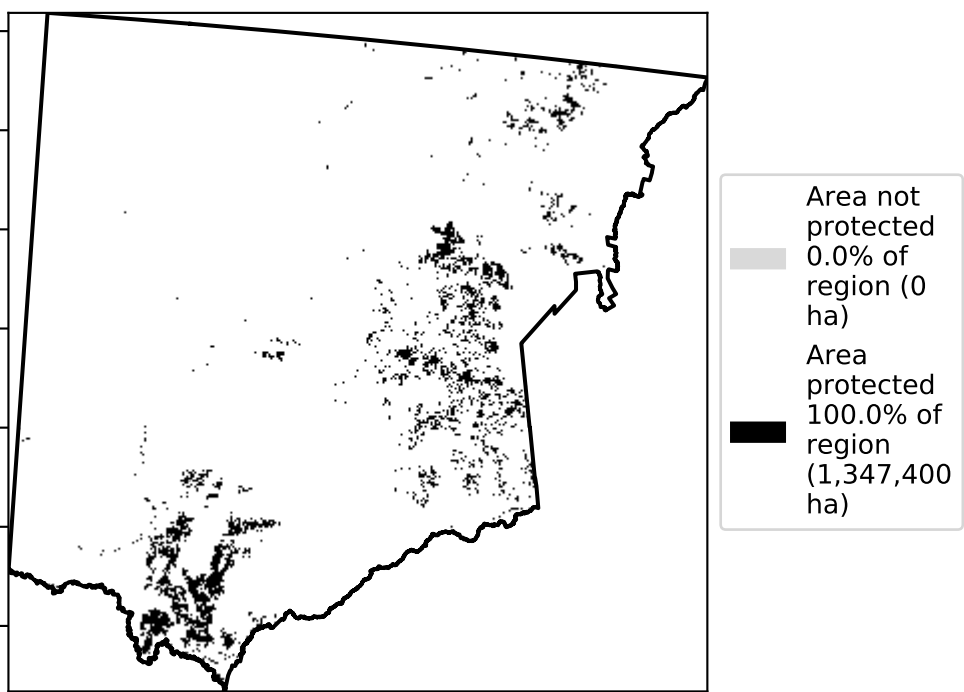 Area not
protected
0.0% of
region (0
ha)
Area
protected
100.0% of
region
(1,347,400
ha)